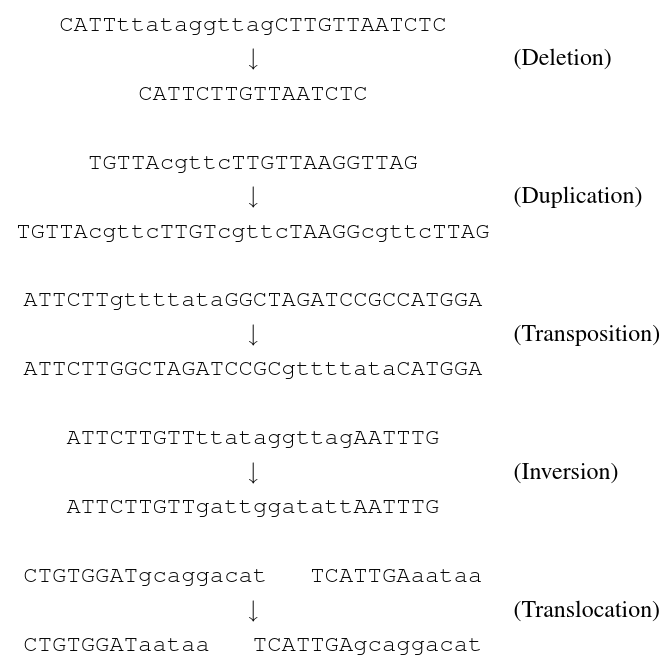 CATTttataggttagCTTGTTAATCTC
↓ (Deletion)
CATTCTTGTTAATCTC
TGTTAcgttcTTGTTAAGGTTAG
↓ (Duplication)
TGTTAcgttcTTGTcgttcTAAGGcgttcTTAG
ATTCTTgttttataGGCTAGATCCGCCATGGA
↓ (Transposition)
ATTCTTGGCTAGATCCGCgttttataCATGGA
ATTCTTGTTttataggttagAATTTG
↓ (Inversion)
ATTCTTGTTgattggatattAATTTG
CTGTGGATgcaggacat TCATTGAaataa
↓ (Translocation)
CTGTGGATaataa TCATTGAgcaggacat